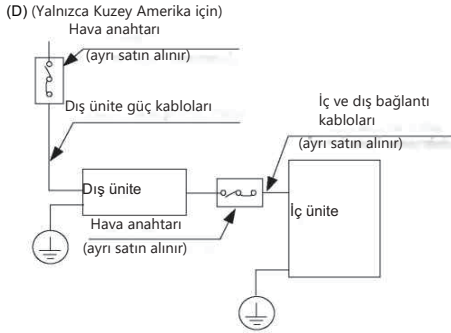 (D) (Yalnızca Kuzey Amerika için)
Hava anahtarı
(ayrı satın alınır)
Dış ünite güç kabloları
İç ve dış bağlantı
kabloları
(ayrı satın alınır)
Dış ünite
İç ünite
Hava anahtarı
(ayrı satın alınır)